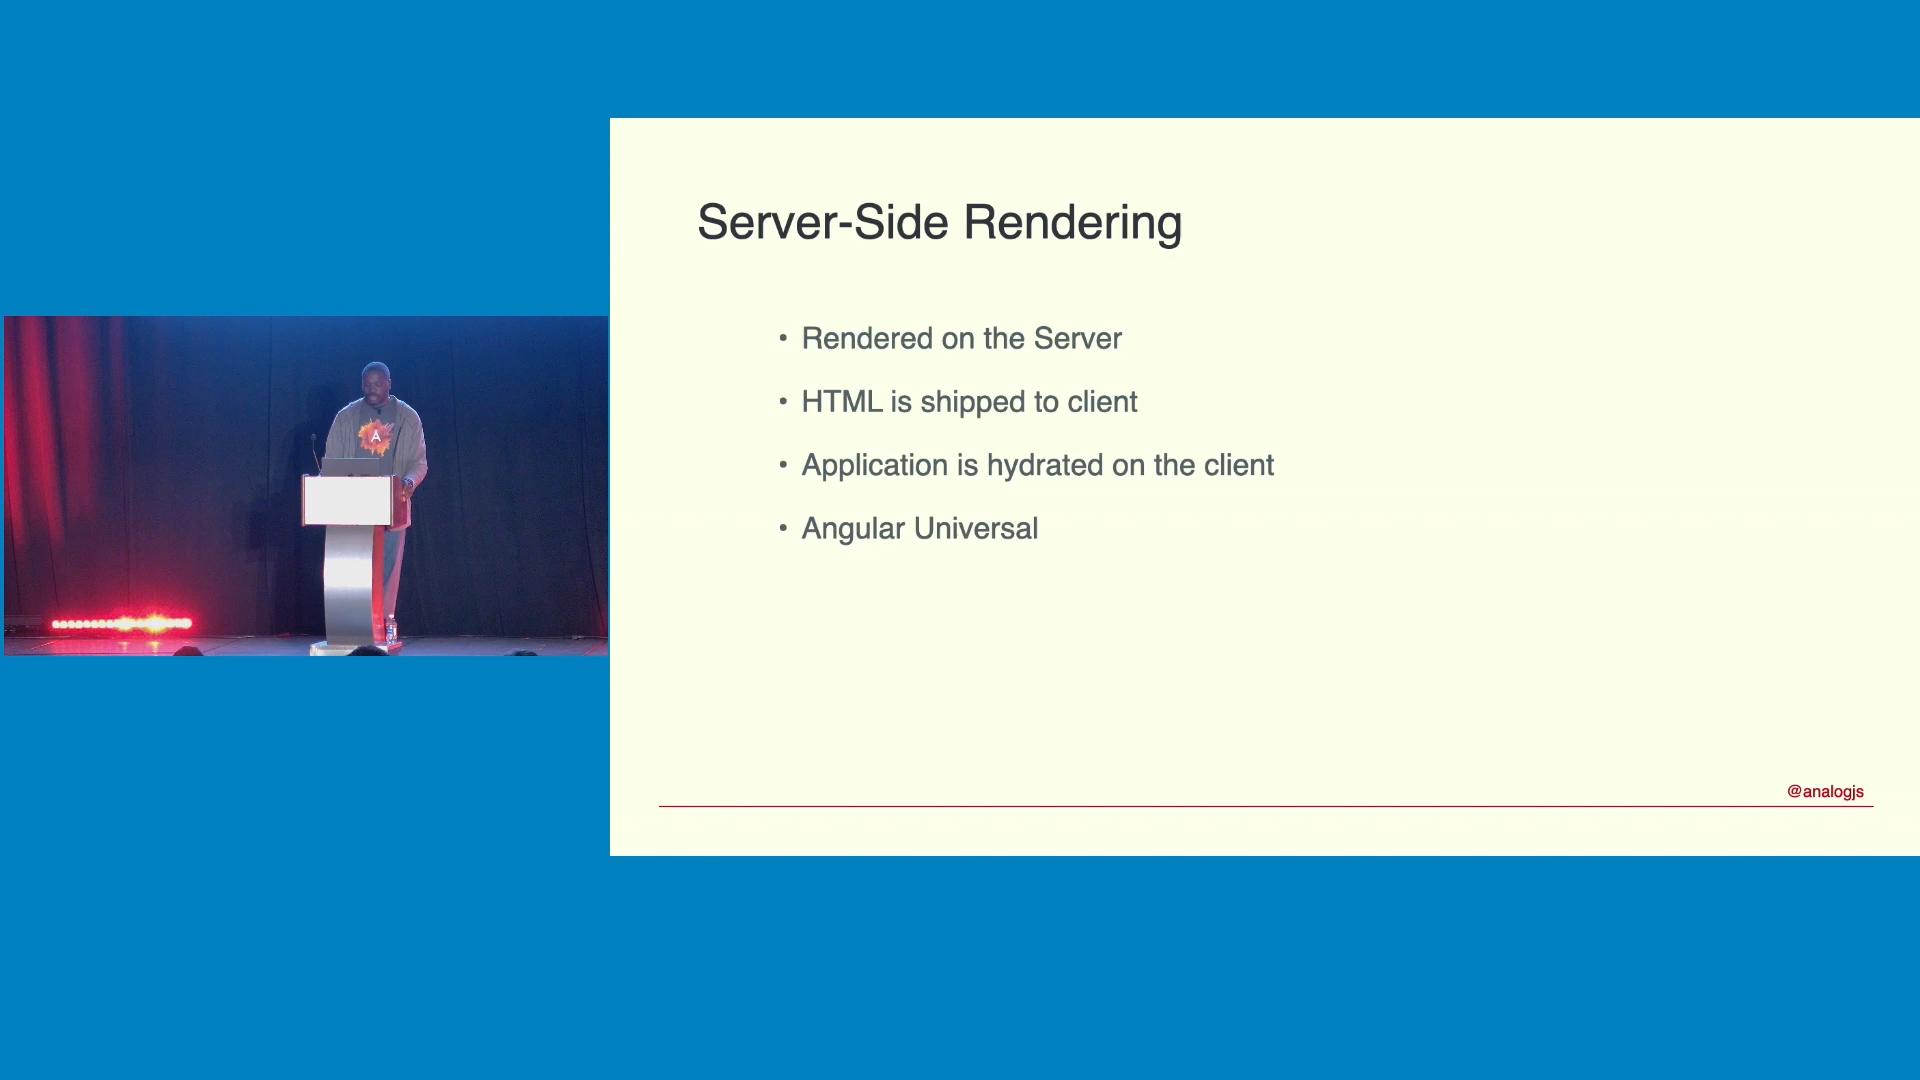 Server-Side Rendering
• Rendered on the Server
• HTML is shipped to client
• Application is hydrated on the client
• Angular Universal
@analogjs
A